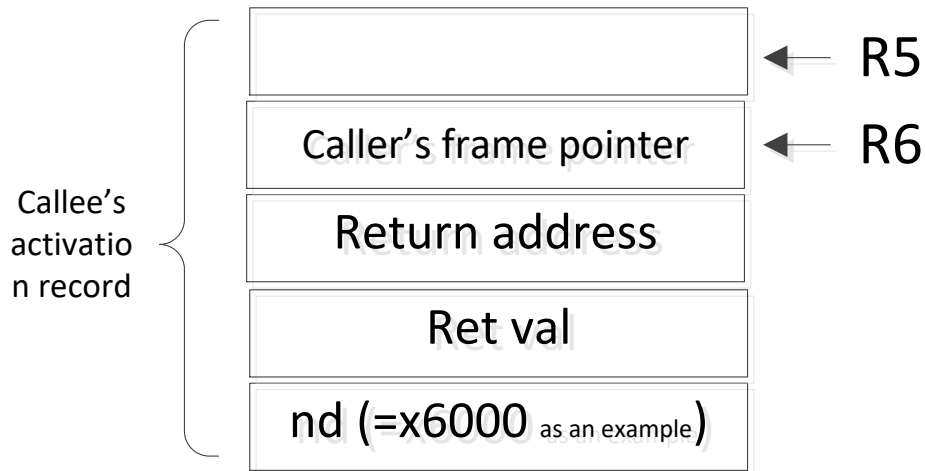 R5
Caller's frame pointer
R6
Callee's
activatio
n record
Return address
Ret val
nd (=x6000 as an example)